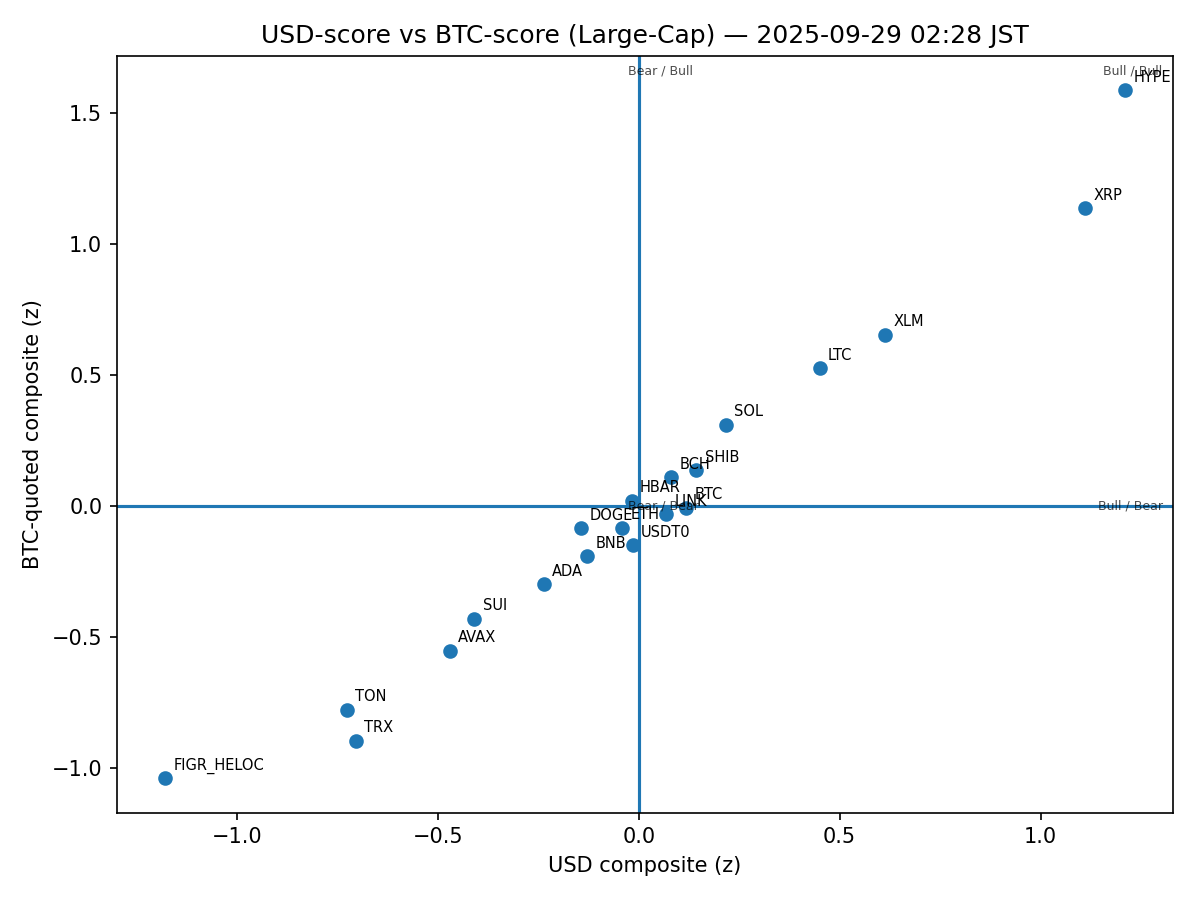 USD-score vs BTC-score (Large-Cap) — 2025-09-29 02:28 JST
Bear / Bull
Bull / Bull
HYPE
1.5
XRP
1.0
XLM
LTC
0.5
SOL
SHIB
BCH
HBAR
BTC
LINK
0.0
Bear / Bear
Bull / Bear
DOGE
ETH
USDT0
BNB
ADA
SUI
−0.5
AVAX
TON
TRX
−1.0
FIGR_HELOC
BTC-quoted composite (z)
−1.0
−0.5
0.0
0.5
1.0
USD composite (z)